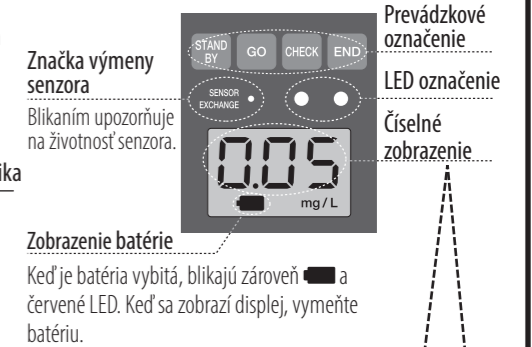 Prevádzkové
označenie
STAND BY
GO
CHECK
END
Značka výmeny
senzora
SENSOR
EXCHANGE
LED označenie
Blikaním upozorňuje
na životnosť senzora.
Číselné
zobrazenie
0.05
mg/L
ika
Zobrazenie batérie
Keď je batéria vybitá, blikajú zároveň a
červené LED. Keď sa zobrazí displej, vymeňte
batériu.